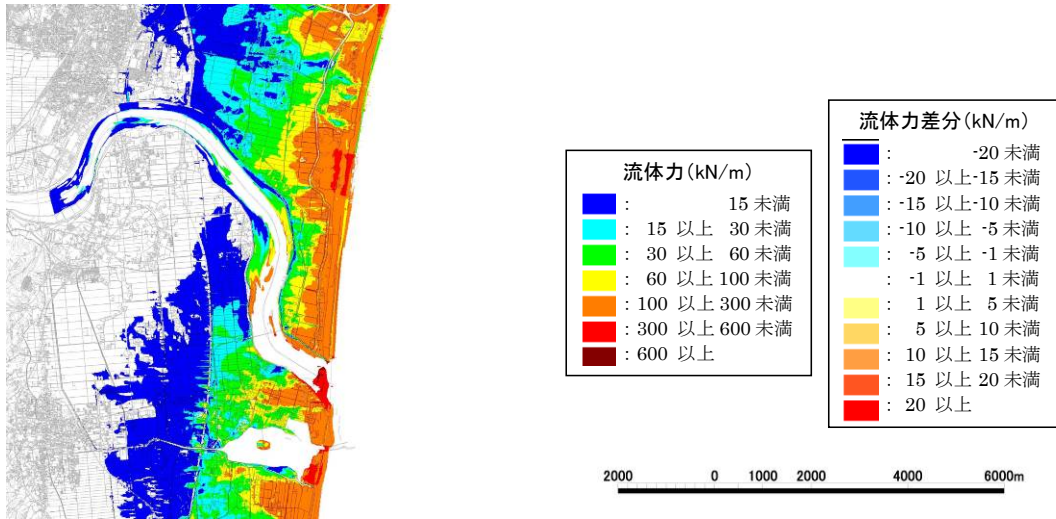 流体力(kN/m)
: 15 未満
: 15 以上 30 未満
: 30 以上 60 未満
: 60 以上 100 未満
: 100 以上 300 未満
: 300 以上 600 未満
: 600 以上
流体力差分(kN/m)
: -20 未満
: -20 以上 -15 未満
: -15 以上 -10 未満
: -10 以上 -5 未満
: -5 以上 -1 未満
: -1 以上 1 未満
: 1 以上 5 未満
: 5 以上 10 未満
: 10 以上 15 未満
: 15 以上 20 未満
: 20 以上
2000 0 1000 2000 4000 6000m